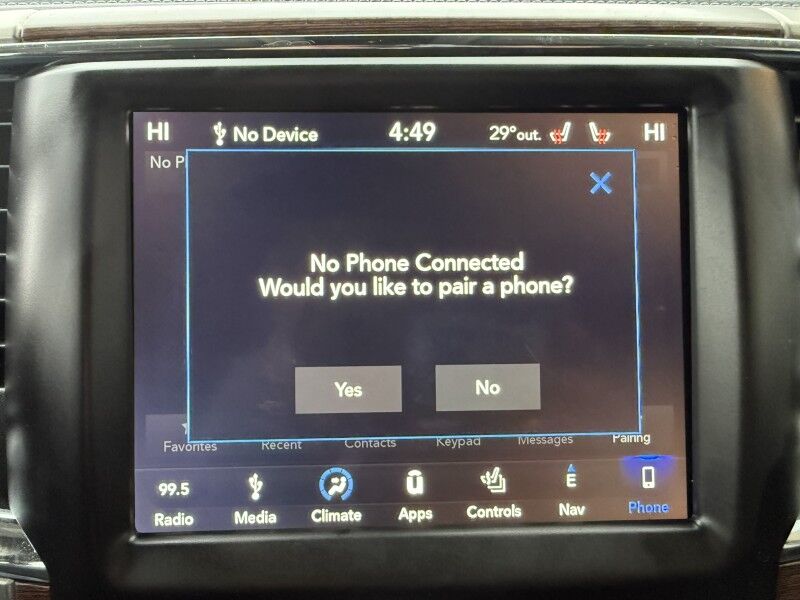 HI No Device 4:49 29°out. HI
No P
No Phone Connected
Would you like to pair a phone?
Yes No
Favorites Recent Contacts Keypad Messages Pairing
99.5 E
Radio Media Climate Apps Controls Nav Phone